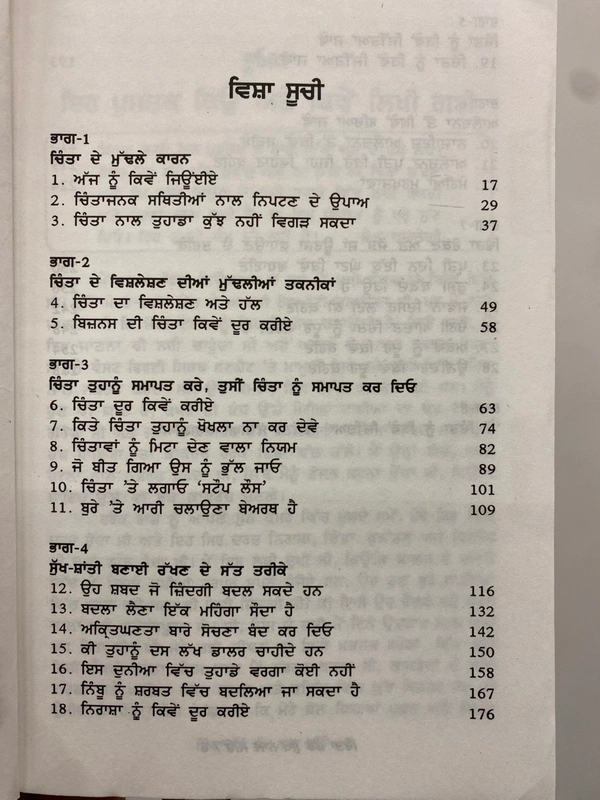 ਵਿਸ਼ਾ ਸੂਚੀ
ਭਾਗ-1
ਚਿੰਤਾ ਦੇ ਮੁੱਢਲੇ ਕਾਰਨ
1. ਅੱਜ ਨੂੰ ਕਿਵੇਂ ਜਿਊਂਈਏ 17
2. ਚਿੰਤਾਜਨਕ ਸਥਿਤੀਆਂ ਨਾਲ ਨਿਪਟਣ ਦੇ ਉਪਾਅ 29
3. ਚਿੰਤਾ ਨਾਲ ਤੁਹਾਡਾ ਕੁੱਝ ਨਹੀਂ ਵਿਗੜ ਸਕਦਾ 37
ਭਾਗ-2
ਚਿੰਤਾ ਦੇ ਵਿਸ਼ਲੇਸ਼ਣ ਦੀਆਂ ਮੁੱਢਲੀਆਂ ਤਕਨੀਕਾਂ
4. ਚਿੰਤਾ ਦਾ ਵਿਸ਼ਲੇਸ਼ਣ ਅਤੇ ਹੱਲ 49
5. ਬਿਜ਼ਨਸ ਦੀ ਚਿੰਤਾ ਕਿਵੇਂ ਦੂਰ ਕਰੀਏ 58
ਭਾਗ-3
ਚਿੰਤਾ ਤੁਹਾਨੂੰ ਸਮਾਪਤ ਕਰੇ, ਤੁਸੀਂ ਚਿੰਤਾ ਨੂੰ ਸਮਾਪਤ ਕਰ ਦਿਓ
6. ਚਿੰਤਾ ਦੂਰ ਕਿਵੇਂ ਕਰੀਏ 63
7. ਕਿਤੇ ਚਿੰਤਾ ਤੁਹਾਨੂੰ ਖੋਖਲਾ ਨਾ ਕਰ ਦੇਵੇ 74
8. ਚਿੰਤਾਵਾਂ ਨੂੰ ਮਿਟਾ ਦੇਣ ਵਾਲਾ ਨਿਯਮ 82
9. ਜੋ ਬੀਤ ਗਿਆ ਉਸ ਨੂੰ ਭੁੱਲ ਜਾਓ 89
10. ਚਿੰਤਾ 'ਤੇ ਲਗਾਓ ‘ਸਟੌਪ ਲੌਸ’ 101
11. ਬੁਰੇ 'ਤੇ ਆਰੀ ਚਲਾਉਣਾ ਬੇਅਰਥ ਹੈ 109
ਭਾਗ-4
ਸੁੱਖ-ਸ਼ਾਂਤੀ ਬਣਾਈ ਰੱਖਣ ਦੇ ਸੱਤ ਤਰੀਕੇ
12. ਉਹ ਸ਼ਬਦ ਜੋ ਜ਼ਿੰਦਗੀ ਬਦਲ ਸਕਦੇ ਹਨ 116
13. ਬਦਲਾ ਲੈਣਾ ਇੱਕ ਮਹਿੰਗਾ ਸੌਦਾ ਹੈ 132
14. ਅਕ੍ਰਿਤਘਣਤਾ ਬਾਰੇ ਸੋਚਣਾ ਬੰਦ ਕਰ ਦਿਓ 142
15. ਕੀ ਤੁਹਾਨੂੰ ਦਸ ਲੱਖ ਡਾਲਰ ਚਾਹੀਦੇ ਹਨ 150
16. ਇਸ ਦੁਨੀਆ ਵਿੱਚ ਤੁਹਾਡੇ ਵਰਗਾ ਕੋਈ ਨਹੀਂ 158
17. ਨਿੰਬੂ ਨੂੰ ਸ਼ਰਬਤ ਵਿੱਚ ਬਦਲਿਆ ਜਾ ਸਕਦਾ ਹੈ 167
18. ਨਿਰਾਸ਼ਾ ਨੂੰ ਕਿਵੇਂ ਦੂਰ ਕਰੀਏ 176